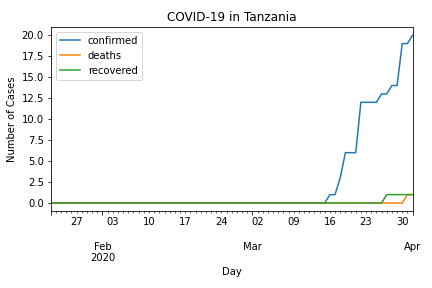 COVID-19 in Tanzania
confirmed
deaths
recovered
Number of Cases
20.0
17.5
15.0
12.5
10.0
7.5
5.0
2.5
0.0
27 03 10 17 24 02 09 16 23 30
Feb Mar Apr
2020
Day